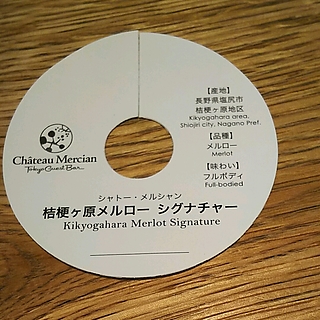 【産地】
長野県塩尻市
桔梗ヶ原地区
Kikyogahara area,
Shiojiri city, Nagano Pref.
【品種】
メルロー
Merlot
【味わい】
フルボディ
Full-bodied
Château Mercian
Tokyo Guest Bar
シャトー・メルシャン
桔梗ヶ原メルロー シグナチャー
Kikyogahara Merlot Signature